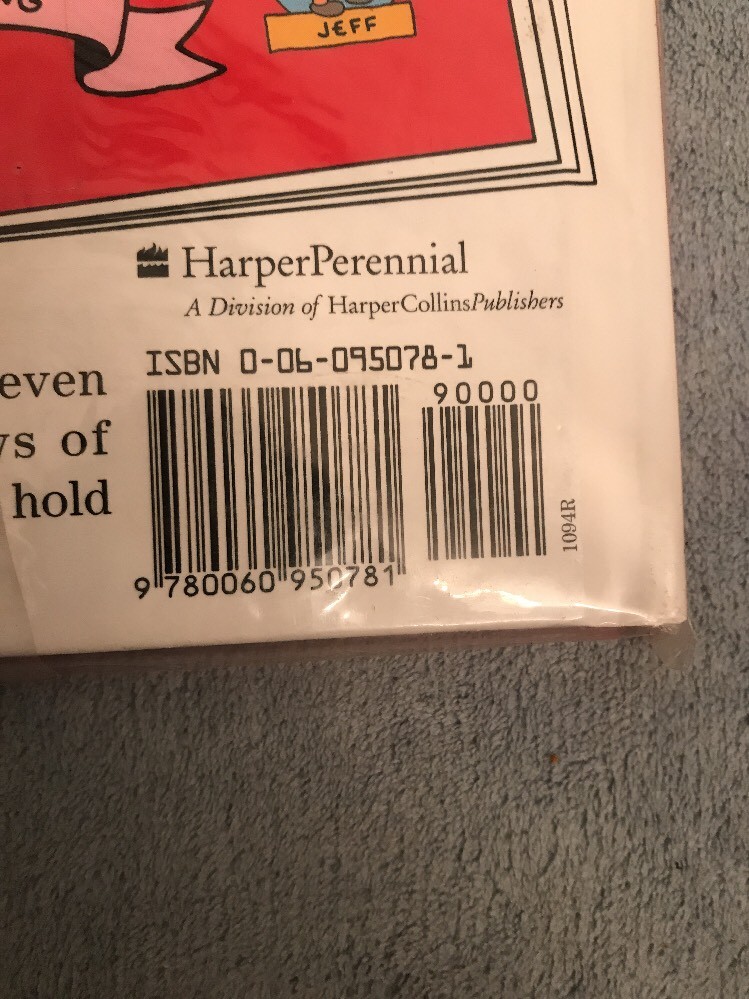 JEFF
HarperPerennial
A Division of HarperCollinsPublishers
ISBN 0-06-095078-1
90000
even
of
hold
1094R
9 780060 950781